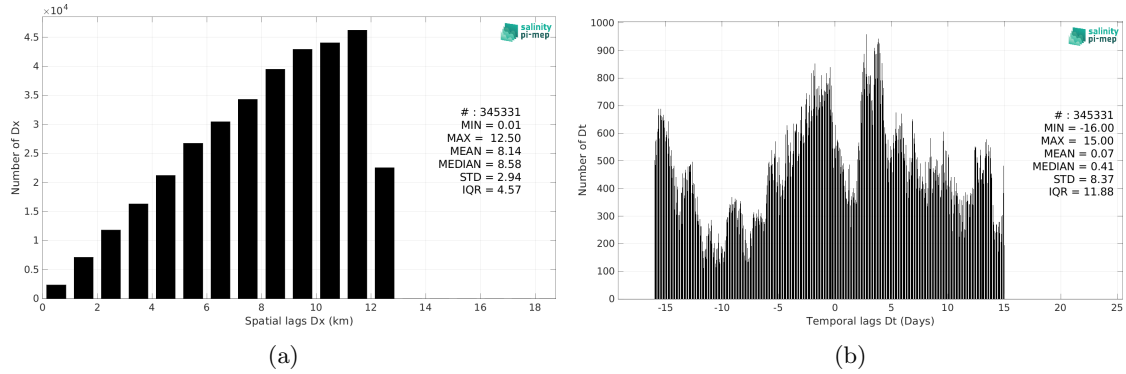 ×10⁴
4.5
4
3.5
3
2.5
2
1.5
1
0.5
0
Number of Dx
0 2 4 6 8 10 12 14 16 18
Spatial lags Dx (km)
salinity
pi-mep
# : 345331
MIN = 0.01
MAX = 12.50
MEAN = 8.14
MEDIAN = 8.58
STD = 2.94
IQR = 4.57
(a)
1000
900
800
700
600
500
400
300
200
100
0
Number of Dt
-15 -10 -5 0 5 10 15 20 25
Temporal lags Dt (Days)
salinity
pi-mep
# : 345331
MIN = -16.00
MAX = 15.00
MEAN = 0.07
MEDIAN = 0.41
STD = 8.37
IQR = 11.88
(b)